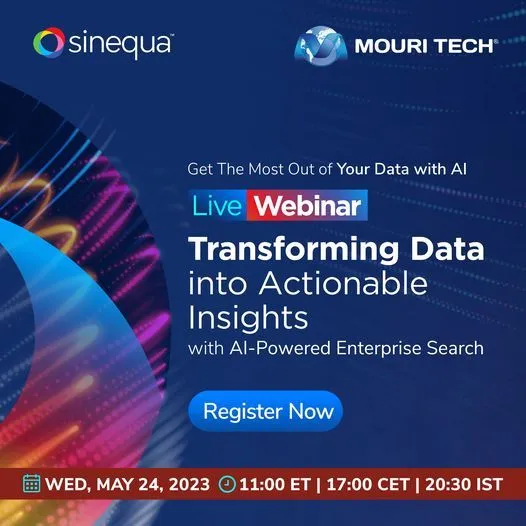 sinequa™
MOURI TECH®
Get The Most Out of Your Data with AI
Live Webinar
Transforming Data
into Actionable
Insights
with AI-Powered Enterprise Search
Register Now
WED, MAY 24, 2023 11:00 ET | 17:00 CET | 20:30 IST